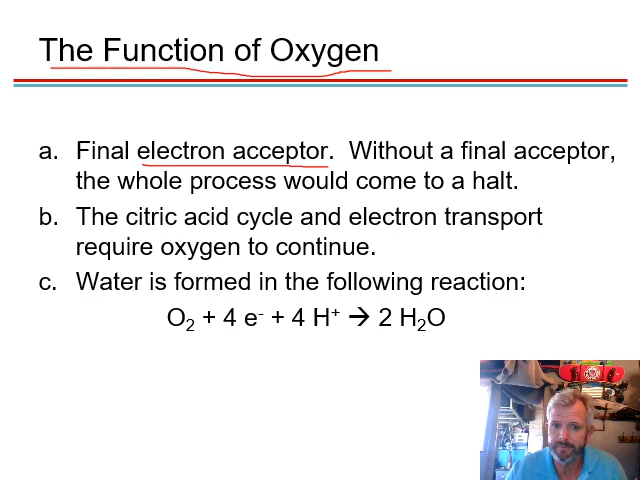 The Function of Oxygen
a. Final electron acceptor. Without a final acceptor,
the whole process would come to a halt.
b. The citric acid cycle and electron transport
require oxygen to continue.
c. Water is formed in the following reaction:
O₂ + 4 e⁻ + 4 H⁺ → 2 H₂O